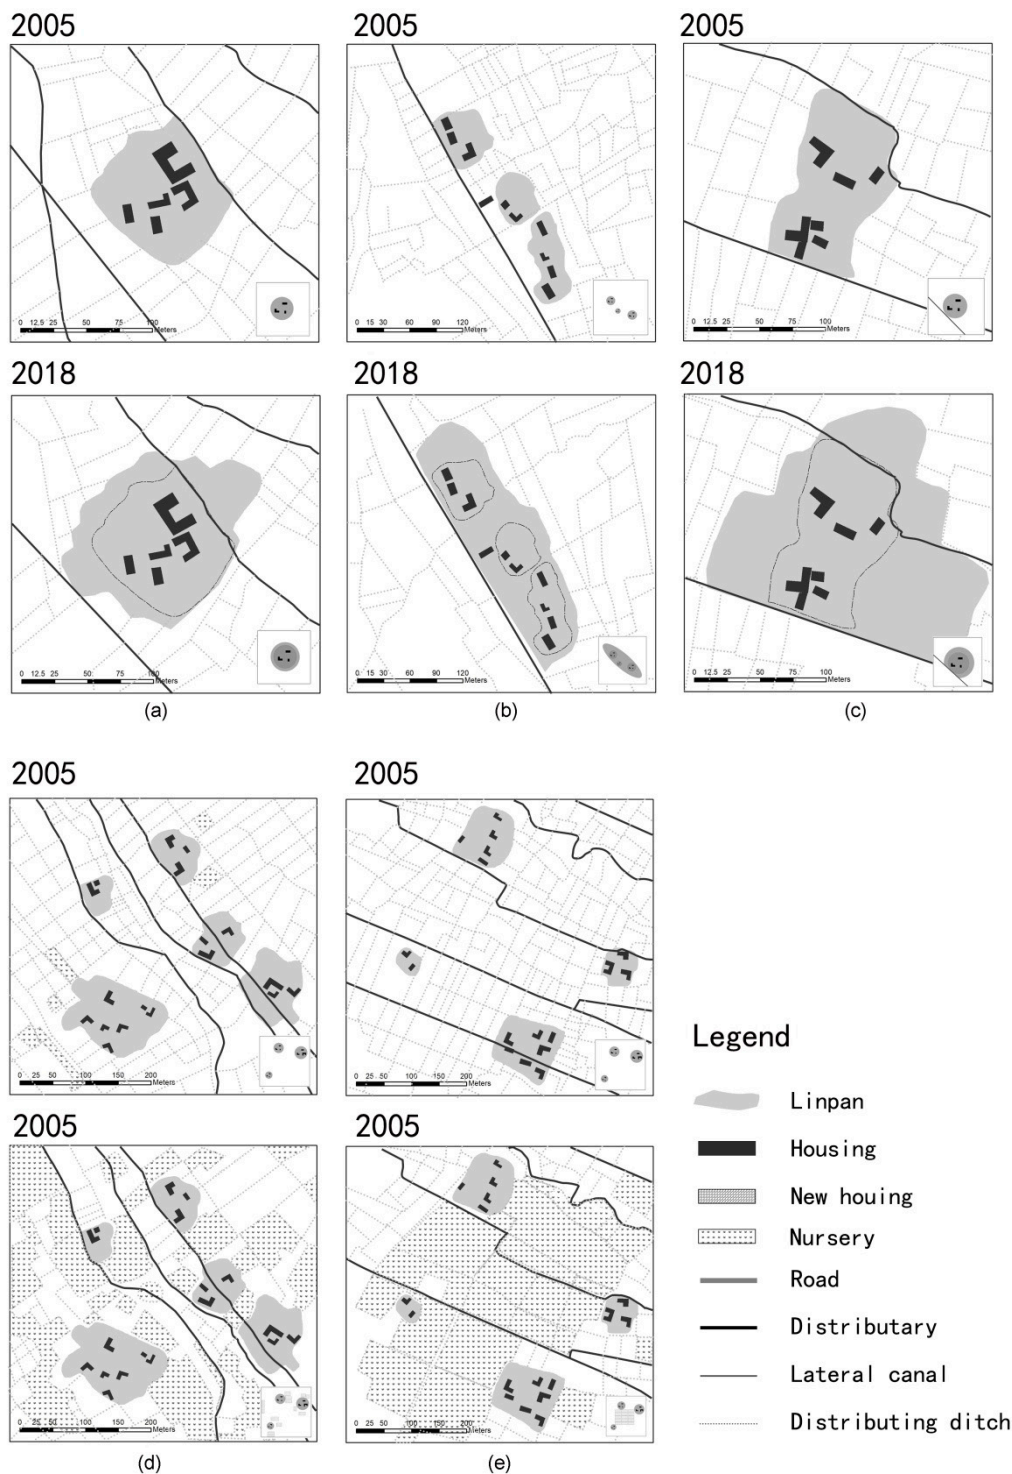 2005
2005
2005
0 12.5 25 50 75 100 Meters
0 15 30 60 90 120 Meters
0 12.5 25 50 75 100 Meters
2018
2018
2018
0 12.5 25 50 75 100 Meters
0 15 30 60 90 120 Meters
0 12.5 25 50 75 100 Meters
(a)
(b)
(c)
2005
2005
0 25 50 100 150 200 Meters
0 25 50 100 150 200 Meters
2005
2005
0 25 50 100 150 200 Meters
0 25 50 100 150 200 Meters
(d)
(e)
Legend
Linpan
Housing
New houing
Nursery
Road
Distributary
Lateral canal
Distributing ditch